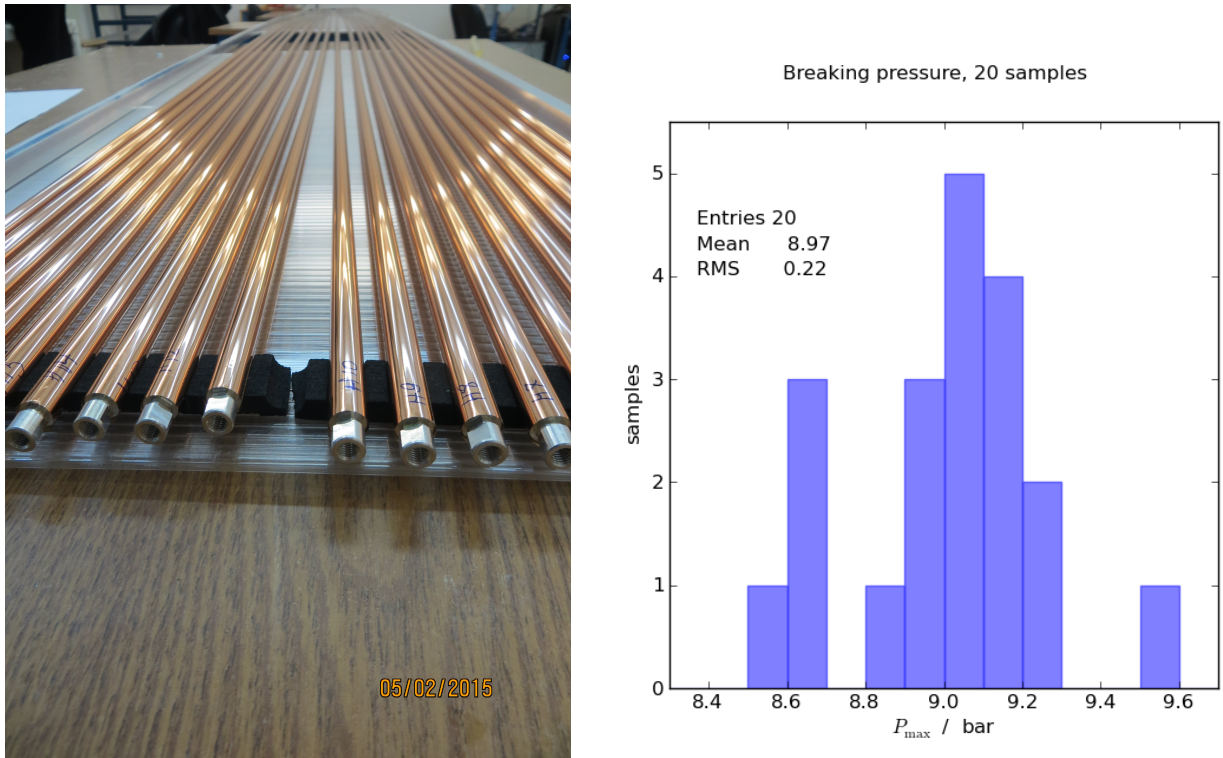 05/02/2015
Breaking pressure, 20 samples
Entries 20
Mean 8.97
RMS 0.22
samples
5
4
3
2
1
0
8.4 8.6 8.8 9.0 9.2 9.4 9.6
P_max / bar